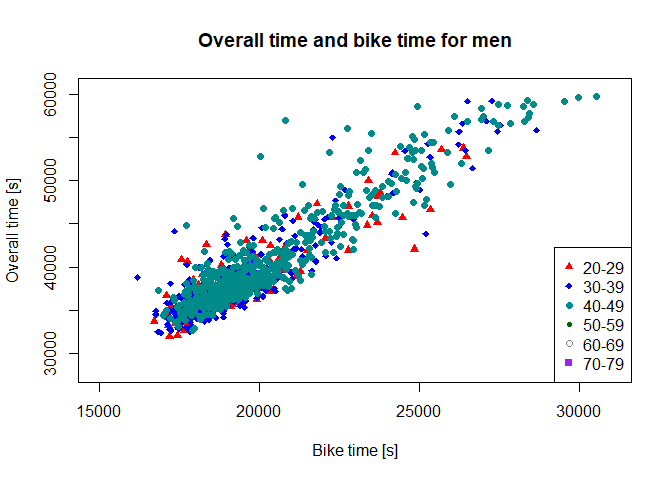 Overall time and bike time for men
Overall time [s]
60000
50000
40000
30000
20-29
30-39
40-49
50-59
60-69
70-79
15000 20000 25000 30000
Bike time [s]